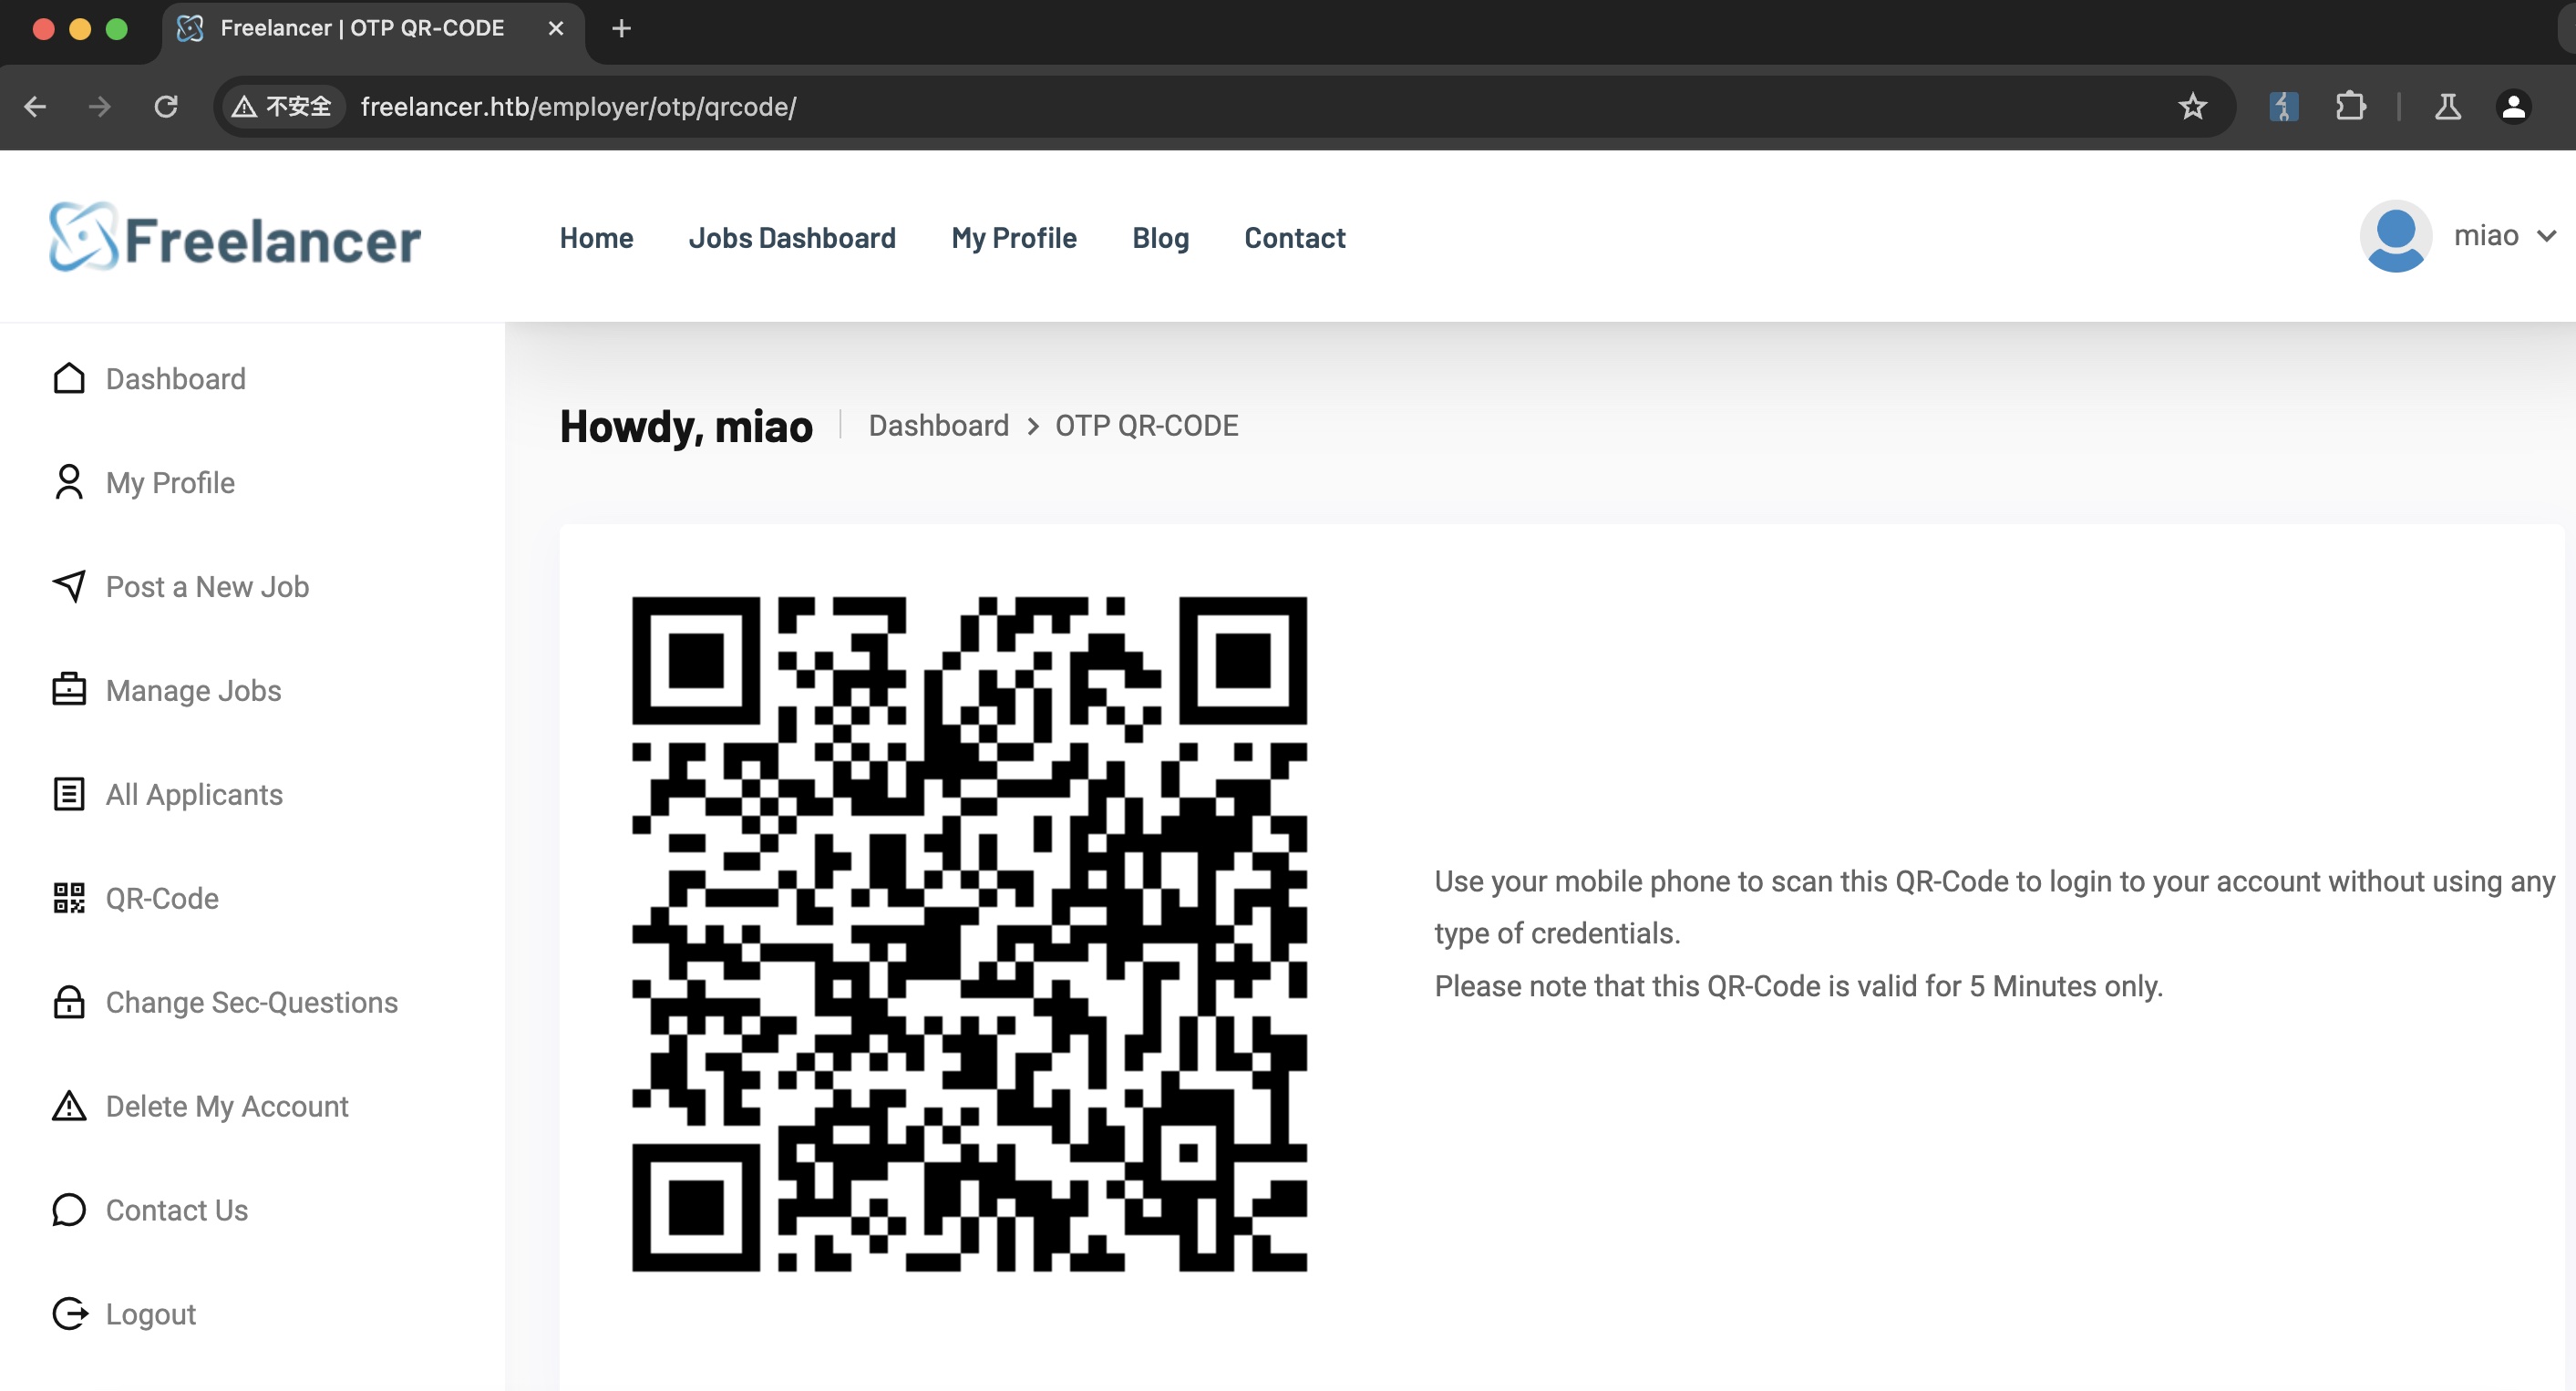 Freelancer | OTP QR-CODE
不安全 freelancer.htb/employer/otp/qrcode/
Freelancer
Home
Jobs Dashboard
My Profile
Blog
Contact
miao
Dashboard
My Profile
Post a New Job
Manage Jobs
All Applicants
QR-Code
Change Sec-Questions
Delete My Account
Contact Us
Logout
Howdy, miao
Dashboard > OTP QR-CODE
Use your mobile phone to scan this QR-Code to login to your account without using any
type of credentials.
Please note that this QR-Code is valid for 5 Minutes only.